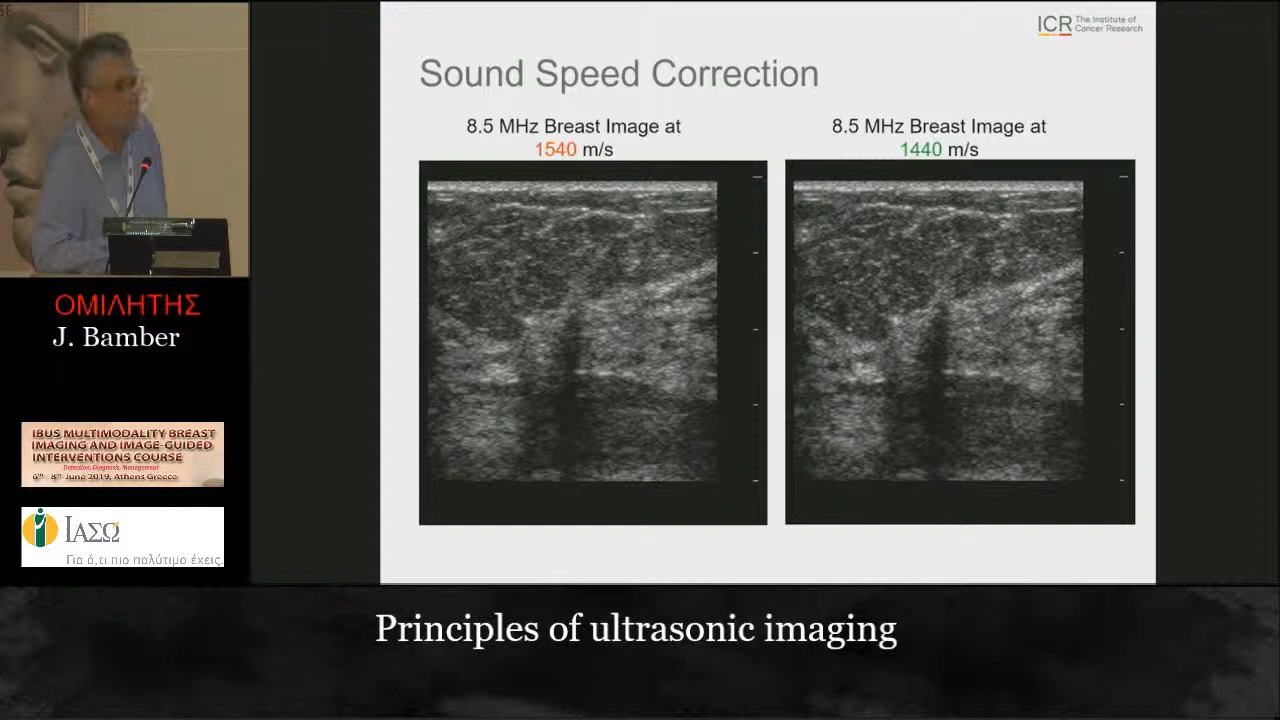 ICR The Institute of
Cancer Research
Sound Speed Correction
8.5 MHz Breast Image at
1540 m/s
8.5 MHz Breast Image at
1440 m/s
ΟΜΙΛΗΤΗΣ
J. Bamber
IBUS MULTIMODALITY BREAST
IMAGING AND IMAGE-GUIDED
INTERVENTIONS COURSE
Detection, Diagnosis, Management
6th - 8th June 2019, Athens Greece
ΙΑΣΩ
Για ό,τι πιο πολύτιμο έχεις.
Principles of ultrasonic imaging